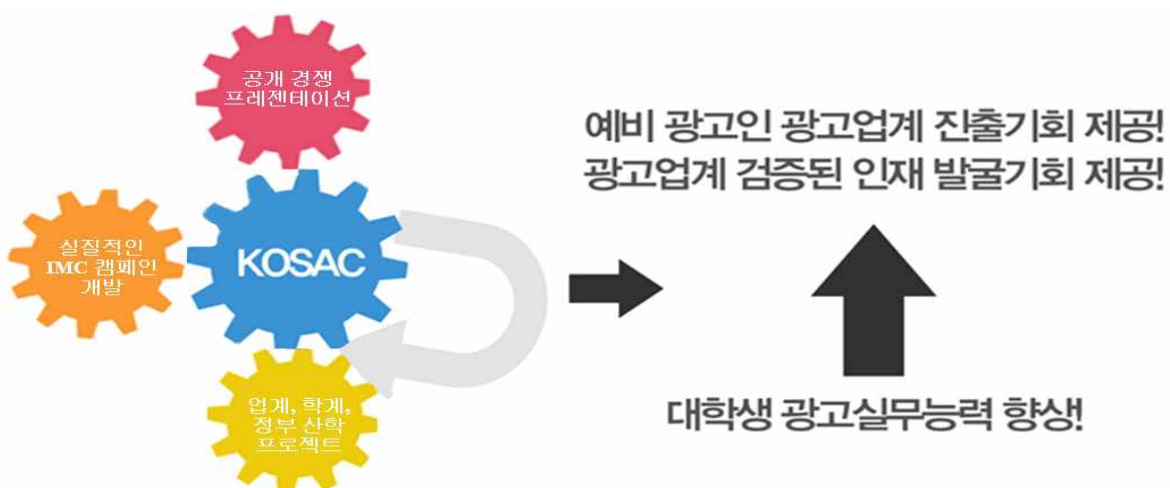 공개 경쟁
프레젠테이션
실질적인
IMC 캠페인
개발
KOSAC
업계, 학계,
정부 산학
프로젝트
예비 광고인 광고업계 진출기회 제공!
광고업계 검증된 인재 발굴기회 제공!
대학생 광고실무능력 향상!